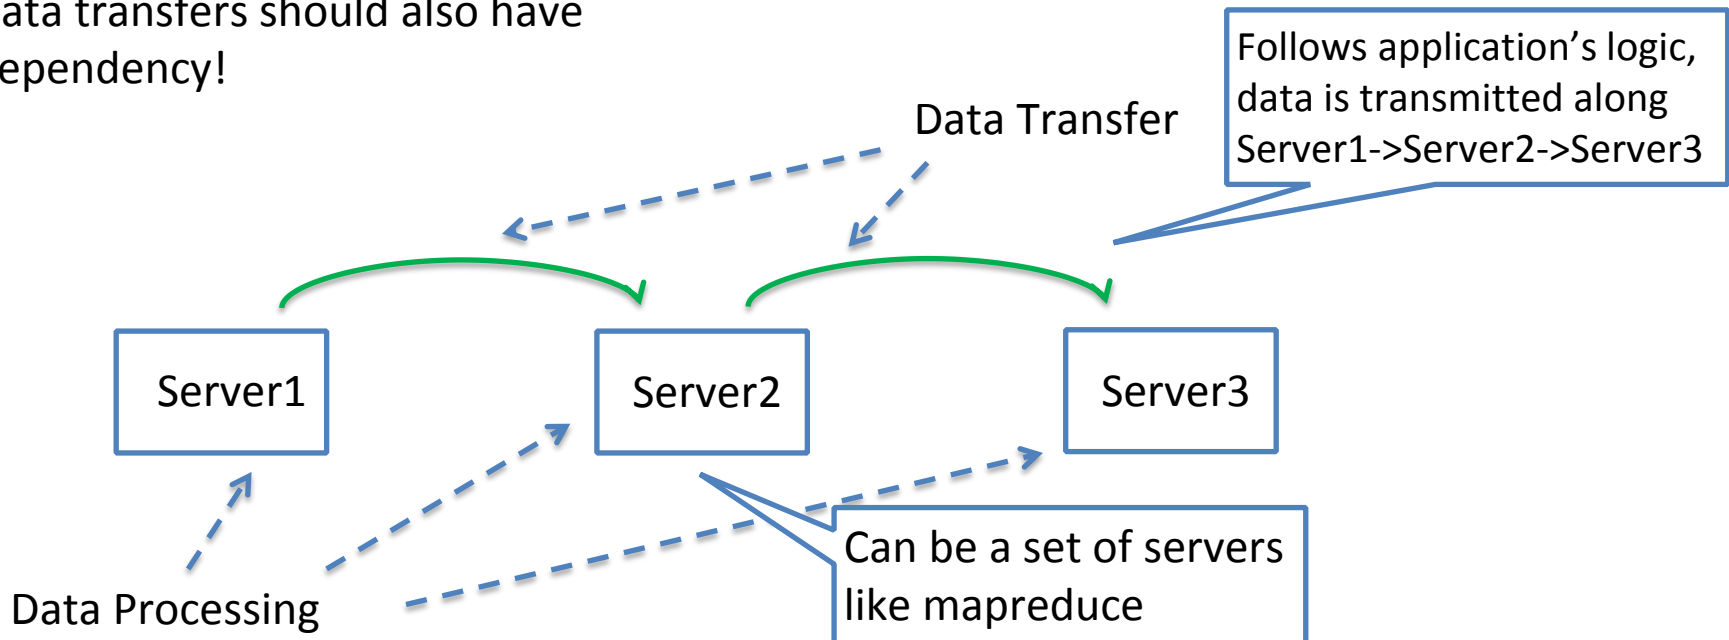 ata transfers should also have
ependency!
Follows application’s logic,
data is transmitted along
Server1->Server2->Server3
Data Transfer
Server1
Server2
Server3
Can be a set of servers
like mapreduce
Data Processing